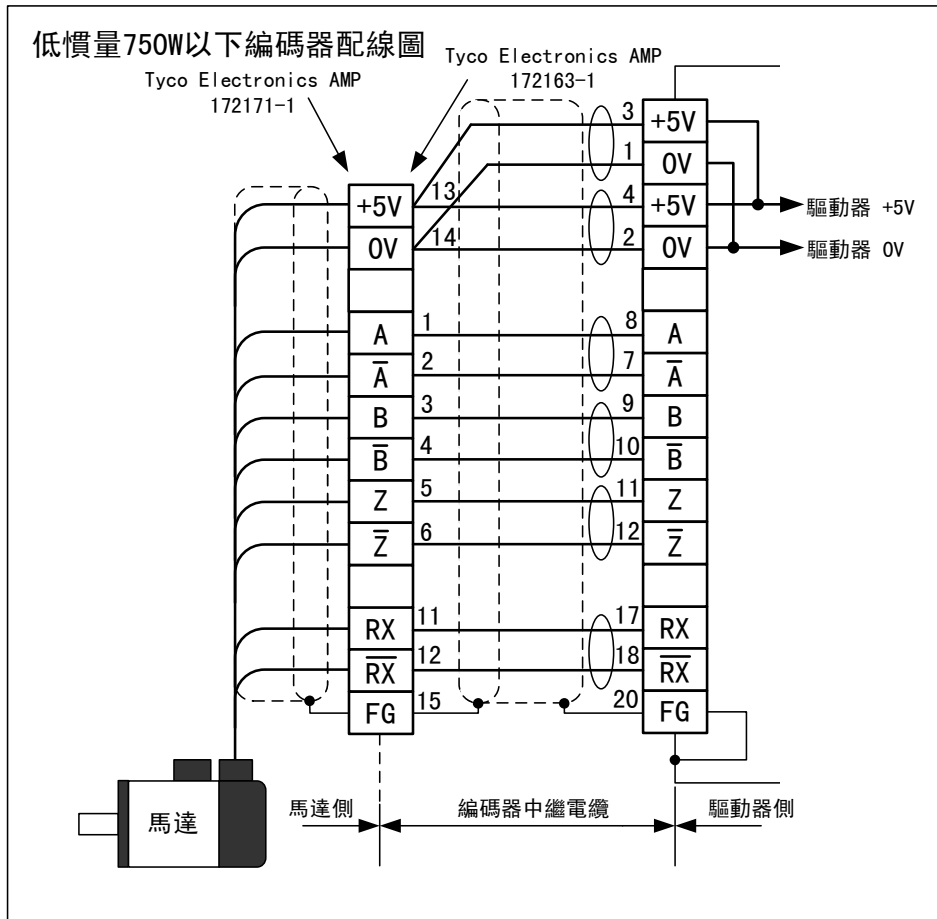 低慣量750W以下編碼器配線圖
Tyco Electronics AMP
172171-1
Tyco Electronics AMP
172163-1
+5V
0V
A
A̅
B
B̅
Z
Z̅
RX
R̅X̅
FG
13
14
1
2
3
4
5
6
11
12
15
3
1
4
2
8
7
9
10
11
12
17
18
20
+5V
0V
+5V
0V
A
A̅
B
B̅
Z
Z̅
RX
R̅X̅
FG
驅動器 +5V
驅動器 0V
馬達
馬達側
編碼器中繼電纜
驅動器側